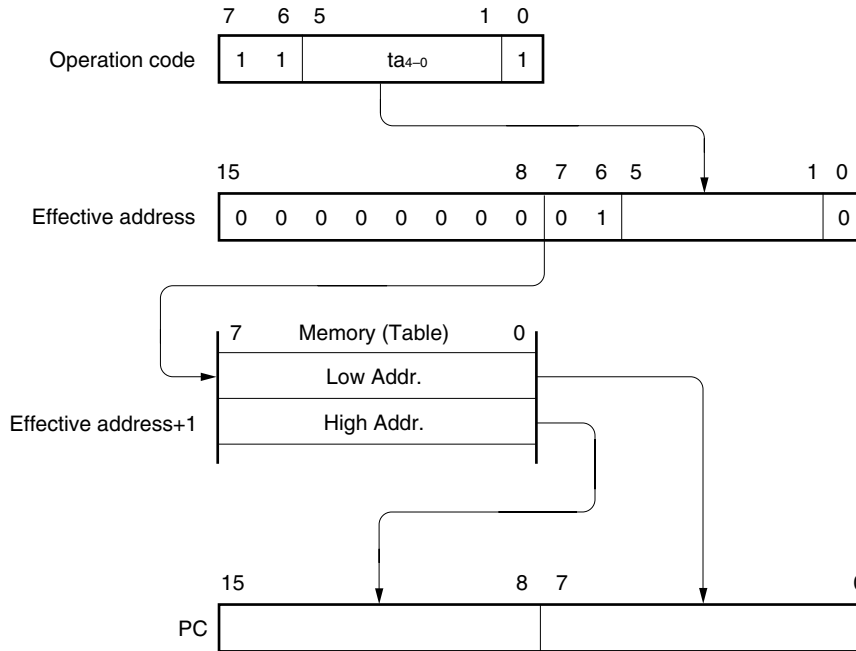 7 6 5 1 0
Operation code 1 1 ta4–0 1
15 8 7 6 5 1 0
Effective address 0 0 0 0 0 0 0 0 0 1 0
7 Memory (Table) 0
Low Addr.
Effective address+1 High Addr.
15 8 7
PC